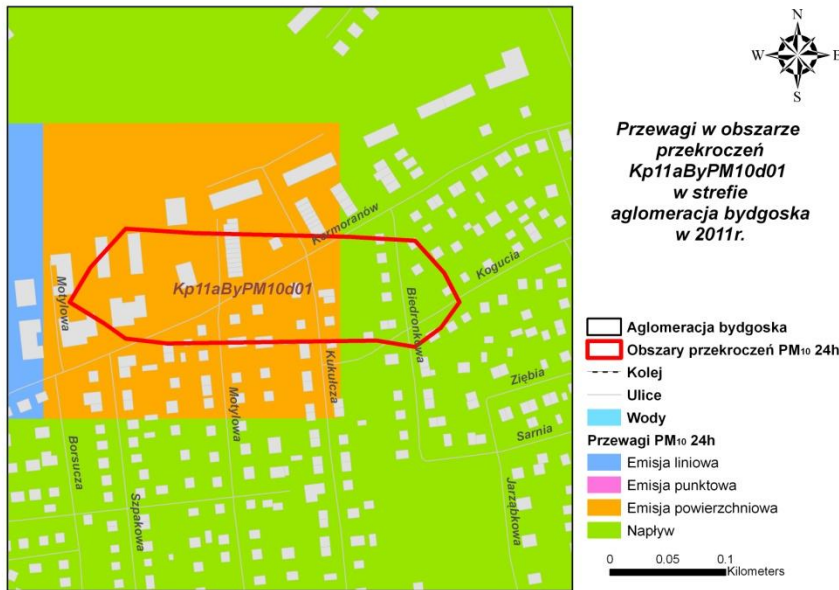 N
W E
S
Przewagi w obszarze
przekroczeń
Kp11aByPM10d01
w strefie
aglomeracja bydgoska
w 2011r.
Kormoranów
Kogucia
Motylowa
Kp11aByPM10d01
Biedronkowa
Kukułcza
Motylowa
Ziębia
Sarnia
Borsucza
Szpakowa
Jarząbkowa
Aglomeracja bydgoska
Obszary przekroczeń PM10 24h
Kolej
Ulice
Wody
Przewagi PM10 24h
Emisja liniowa
Emisja punktowa
Emisja powierzchniowa
Napływ
0 0.05 0.1
Kilometers